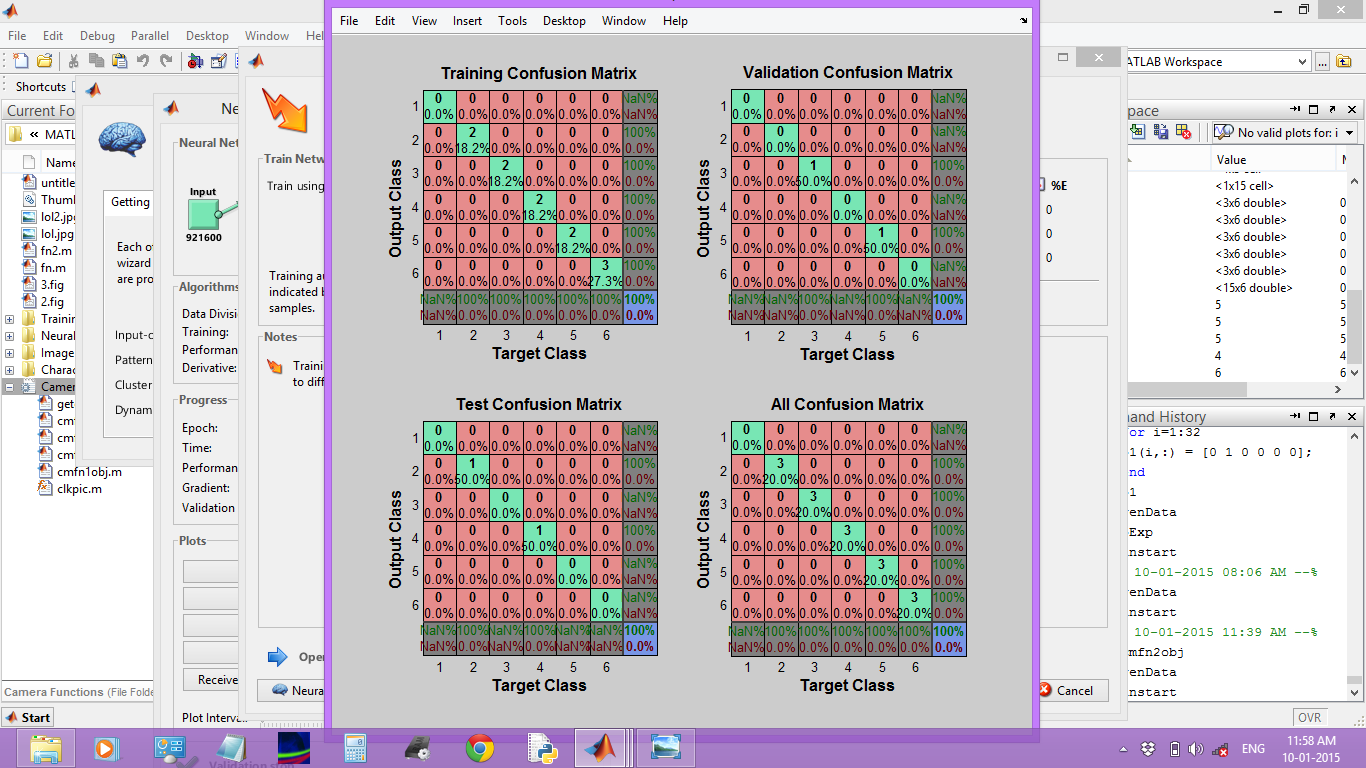 File Edit View Insert Tools Desktop Window Help
File Edit Debug Parallel Desktop Window
Shortcuts
Current Fo
« MATL
Name
untitle
Thuml
lol2.jpg
lol.jpg
fn2.m
fn.m
3.fig
2.fig
Trainin
Neural
Image
Charac
Camer
cmfn1obj.m
clkpic.m
Camera Functions (File Folde
Start
Getting
Each of
wizard
are pro
Input-o
Pattern
Cluster
Dynam
Neural Net
Input
921600
Algorithms
Data Divisi
Training:
Performan
Derivative:
Progress
Epoch:
Time:
Performan
Gradient:
Validation
Plots
Receive
Plot Interval:
Train Netw
Train using
Training au
indicated b
samples.
Notes
Traini
to diff
Open
Neura
Training Confusion Matrix
Output Class
1 0 0 0 0 0 0 NaN%
0.0% 0.0% 0.0% 0.0% 0.0% 0.0% NaN%
2 0 2 0 0 0 0 100%
0.0% 18.2% 0.0% 0.0% 0.0% 0.0% 0.0%
3 0 0 2 0 0 0 100%
0.0% 0.0% 18.2% 0.0% 0.0% 0.0% 0.0%
4 0 0 0 2 0 0 100%
0.0% 0.0% 0.0% 18.2% 0.0% 0.0% 0.0%
5 0 0 0 0 2 0 100%
0.0% 0.0% 0.0% 0.0% 18.2% 0.0% 0.0%
6 0 0 0 0 0 3 100%
0.0% 0.0% 0.0% 0.0% 0.0% 27.3% 0.0%
NaN% 100% 100% 100% 100% 100% 100%
NaN% 0.0% 0.0% 0.0% 0.0% 0.0% 0.0%
1 2 3 4 5 6
Target Class
Validation Confusion Matrix
Output Class
1 0 0 0 0 0 0 NaN%
0.0% 0.0% 0.0% 0.0% 0.0% 0.0% NaN%
2 0 0 0 0 0 0 NaN%
0.0% 0.0% 0.0% 0.0% 0.0% 0.0% NaN%
3 0 0 1 0 0 0 100%
0.0% 0.0% 50.0% 0.0% 0.0% 0.0% 0.0%
4 0 0 0 0 0 0 NaN%
0.0% 0.0% 0.0% 0.0% 0.0% 0.0% NaN%
5 0 0 0 0 1 0 100%
0.0% 0.0% 0.0% 0.0% 50.0% 0.0% 0.0%
6 0 0 0 0 0 0 NaN%
0.0% 0.0% 0.0% 0.0% 0.0% 0.0% NaN%
NaN% NaN% 100% NaN% 100% NaN% 100%
NaN% NaN% 0.0% NaN% 0.0% NaN% 0.0%
1 2 3 4 5 6
Target Class
Test Confusion Matrix
Output Class
1 0 0 0 0 0 0 NaN%
0.0% 0.0% 0.0% 0.0% 0.0% 0.0% NaN%
2 0 1 0 0 0 0 100%
0.0% 50.0% 0.0% 0.0% 0.0% 0.0% 0.0%
3 0 0 0 0 0 0 NaN%
0.0% 0.0% 0.0% 0.0% 0.0% 0.0% NaN%
4 0 0 0 1 0 0 100%
0.0% 0.0% 0.0% 50.0% 0.0% 0.0% 0.0%
5 0 0 0 0 0 0 NaN%
0.0% 0.0% 0.0% 0.0% 0.0% 0.0% NaN%
6 0 0 0 0 0 0 NaN%
0.0% 0.0% 0.0% 0.0% 0.0% 0.0% NaN%
NaN% 100% NaN% 100% NaN% NaN% 100%
NaN% 0.0% NaN% 0.0% NaN% NaN% 0.0%
1 2 3 4 5 6
Target Class
All Confusion Matrix
Output Class
1 0 0 0 0 0 0 NaN%
0.0% 0.0% 0.0% 0.0% 0.0% 0.0% NaN%
2 0 3 0 0 0 0 100%
0.0% 20.0% 0.0% 0.0% 0.0% 0.0% 0.0%
3 0 0 3 0 0 0 100%
0.0% 0.0% 20.0% 0.0% 0.0% 0.0% 0.0%
4 0 0 0 3 0 0 100%
0.0% 0.0% 0.0% 20.0% 0.0% 0.0% 0.0%
5 0 0 0 0 3 0 100%
0.0% 0.0% 0.0% 0.0% 20.0% 0.0% 0.0%
6 0 0 0 0 0 3 100%
0.0% 0.0% 0.0% 0.0% 0.0% 20.0% 0.0%
NaN% 100% 100% 100% 100% 100% 100%
NaN% 0.0% 0.0% 0.0% 0.0% 0.0% 0.0%
1 2 3 4 5 6
Target Class
%E
0
0
0
Cancel
ATLAB Workspace
...
pace
No valid plots for: i
Value
<1x15 cell>
<3x6 double>
<3x6 double>
<3x6 double>
<3x6 double>
<3x6 double>
<15x6 double>
5
5
5
4
6
and History
for i=1:32
1(i,:) = [0 1 0 0 0 0];
nd
1
venData
Exp
nstart
10-01-2015 08:06 AM --%
venData
nstart
10-01-2015 11:39 AM --%
mfn2obj
venData
nstart
OVR
Validation stop
ENG
11:58 AM
10-01-2015